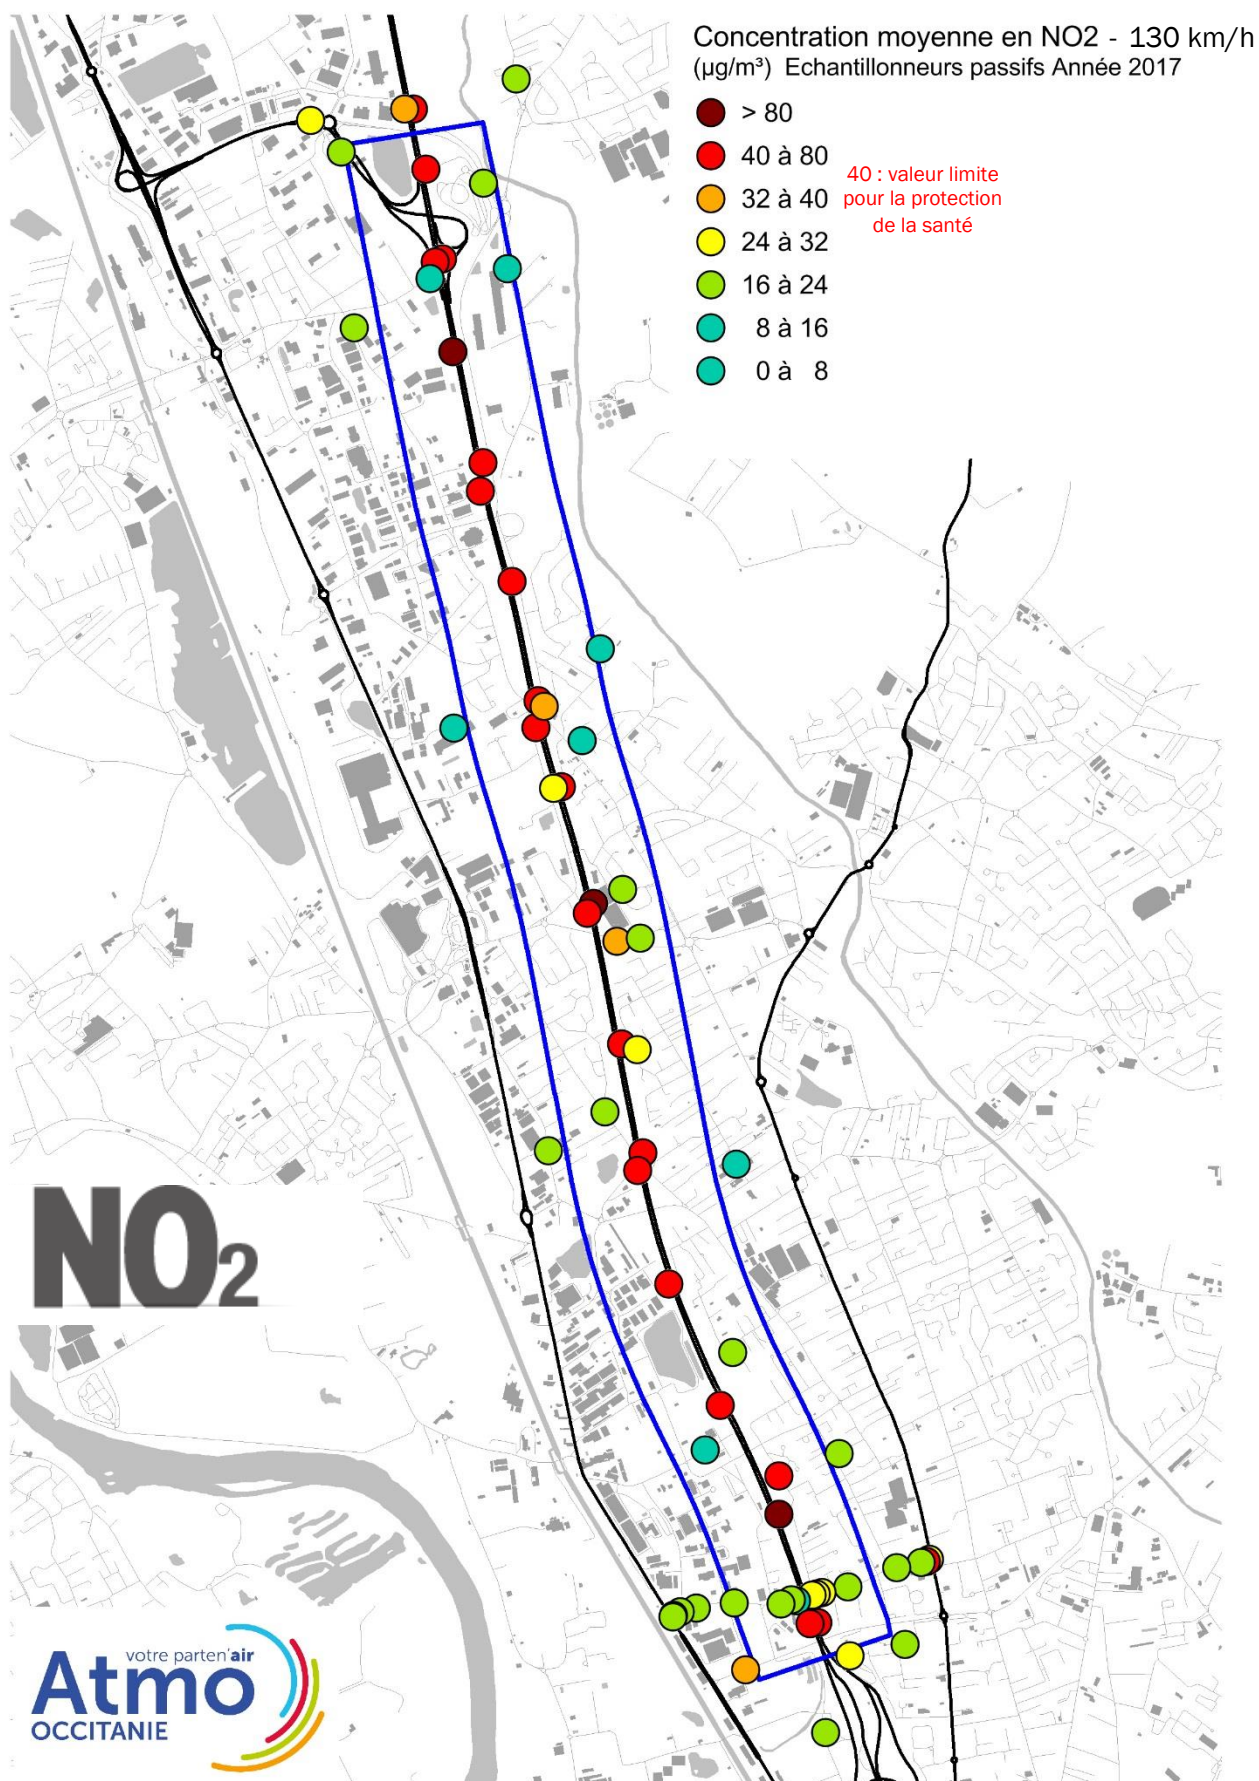 Concentration moyenne en NO2 - 130 km/h
(µg/m³) Echantillonneurs passifs Année 2017
> 80
40 à 80
32 à 40
24 à 32
16 à 24
8 à 16
0 à 8
40 : valeur limite
pour la protection
de la santé
NO2
votre parten'air
Atmo
OCCITANIE